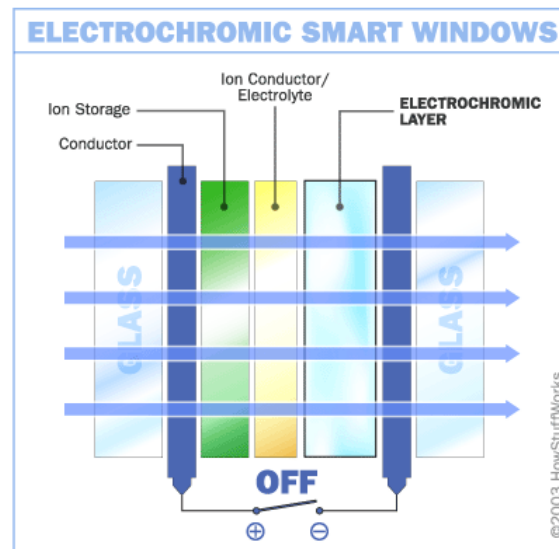 ELECTROCHROMIC SMART WINDOWS
Ion Conductor/
Electrolyte
Ion Storage
ELECTROCHROMIC
LAYER
Conductor
GLASS
GLASS
OFF
+
−
©2003 HowStuffWorks